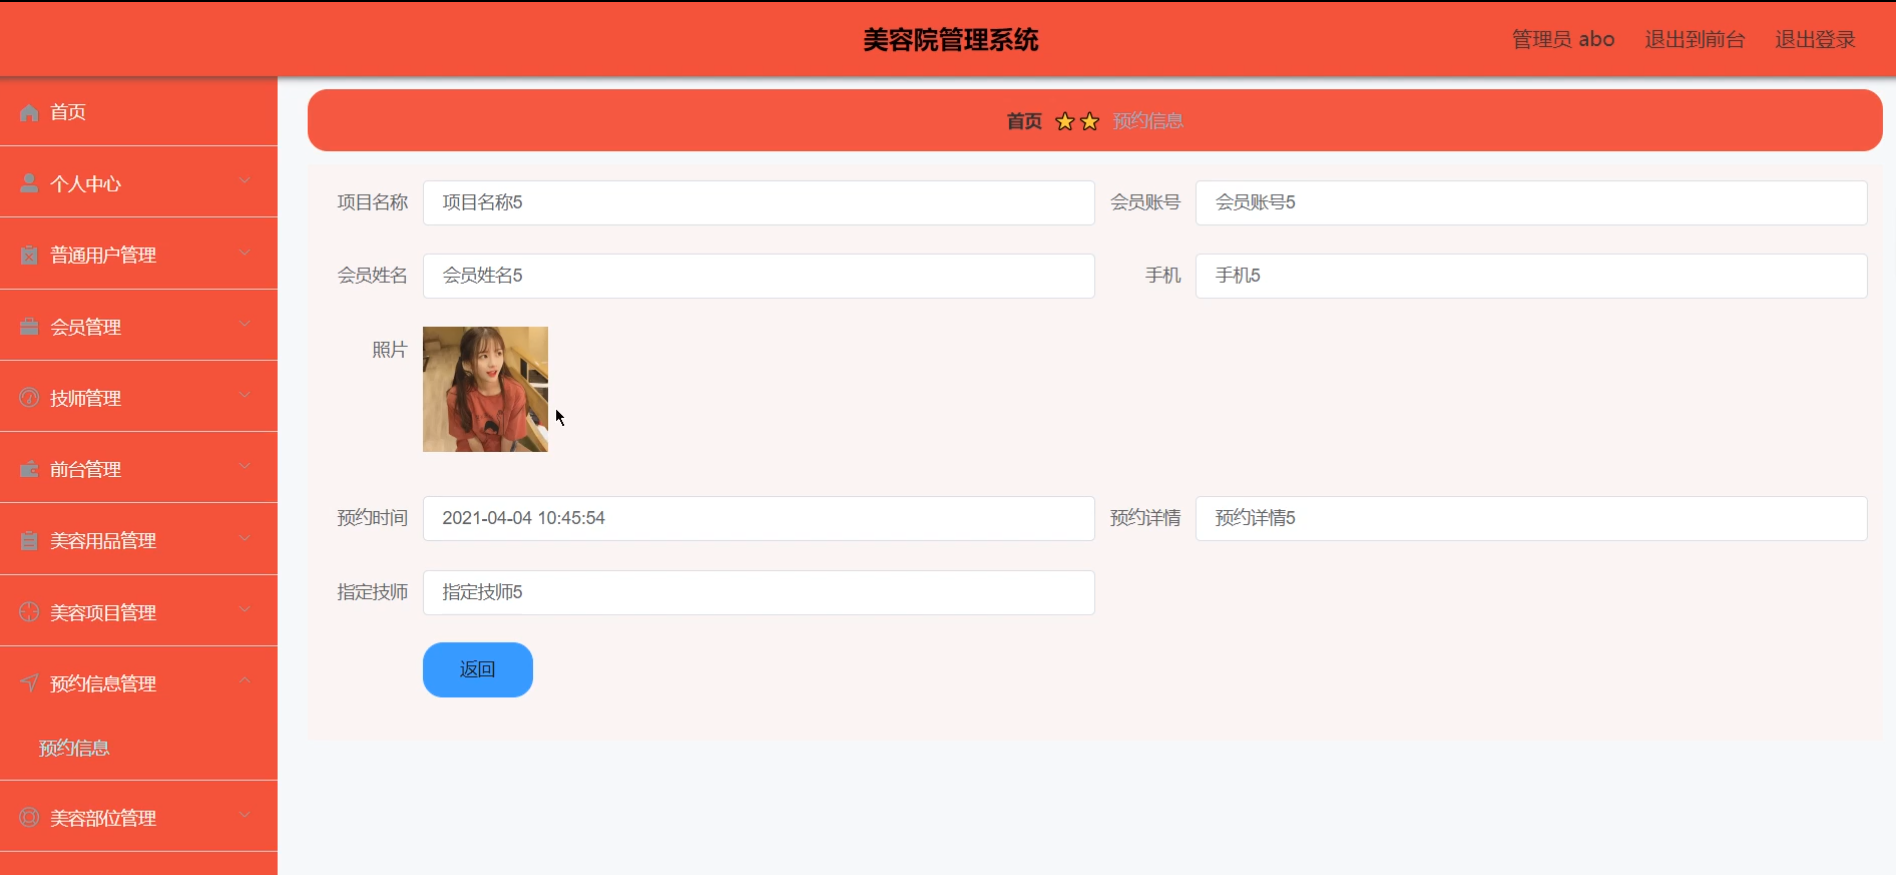 美容院管理系统
管理员 abo 退出到前台 退出登录
首页
个人中心
普通用户管理
会员管理
技师管理
前台管理
美容用品管理
美容项目管理
预约信息管理
预约信息
美容部位管理
首页 预约信息
项目名称 项目名称5 会员账号 会员账号5
会员姓名 会员姓名5 手机 手机5
照片
预约时间 2021-04-04 10:45:54 预约详情 预约详情5
指定技师 指定技师5
返回